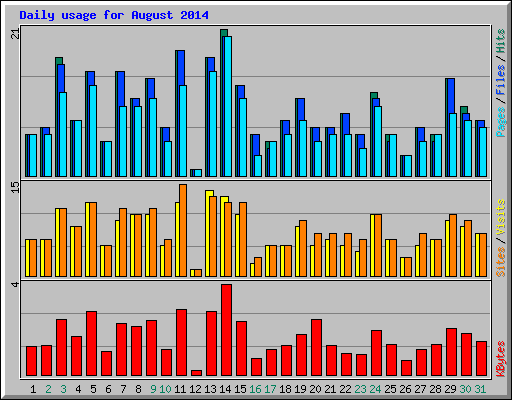 Daily usage for August 2014
21
Pages / Files / Hits
15
Sites / Visits
4
KBytes
1 2 3 4 5 6 7 8 9 10 11 12 13 14 15 16 17 18 19 20 21 22 23 24 25 26 27 28 29 30 31